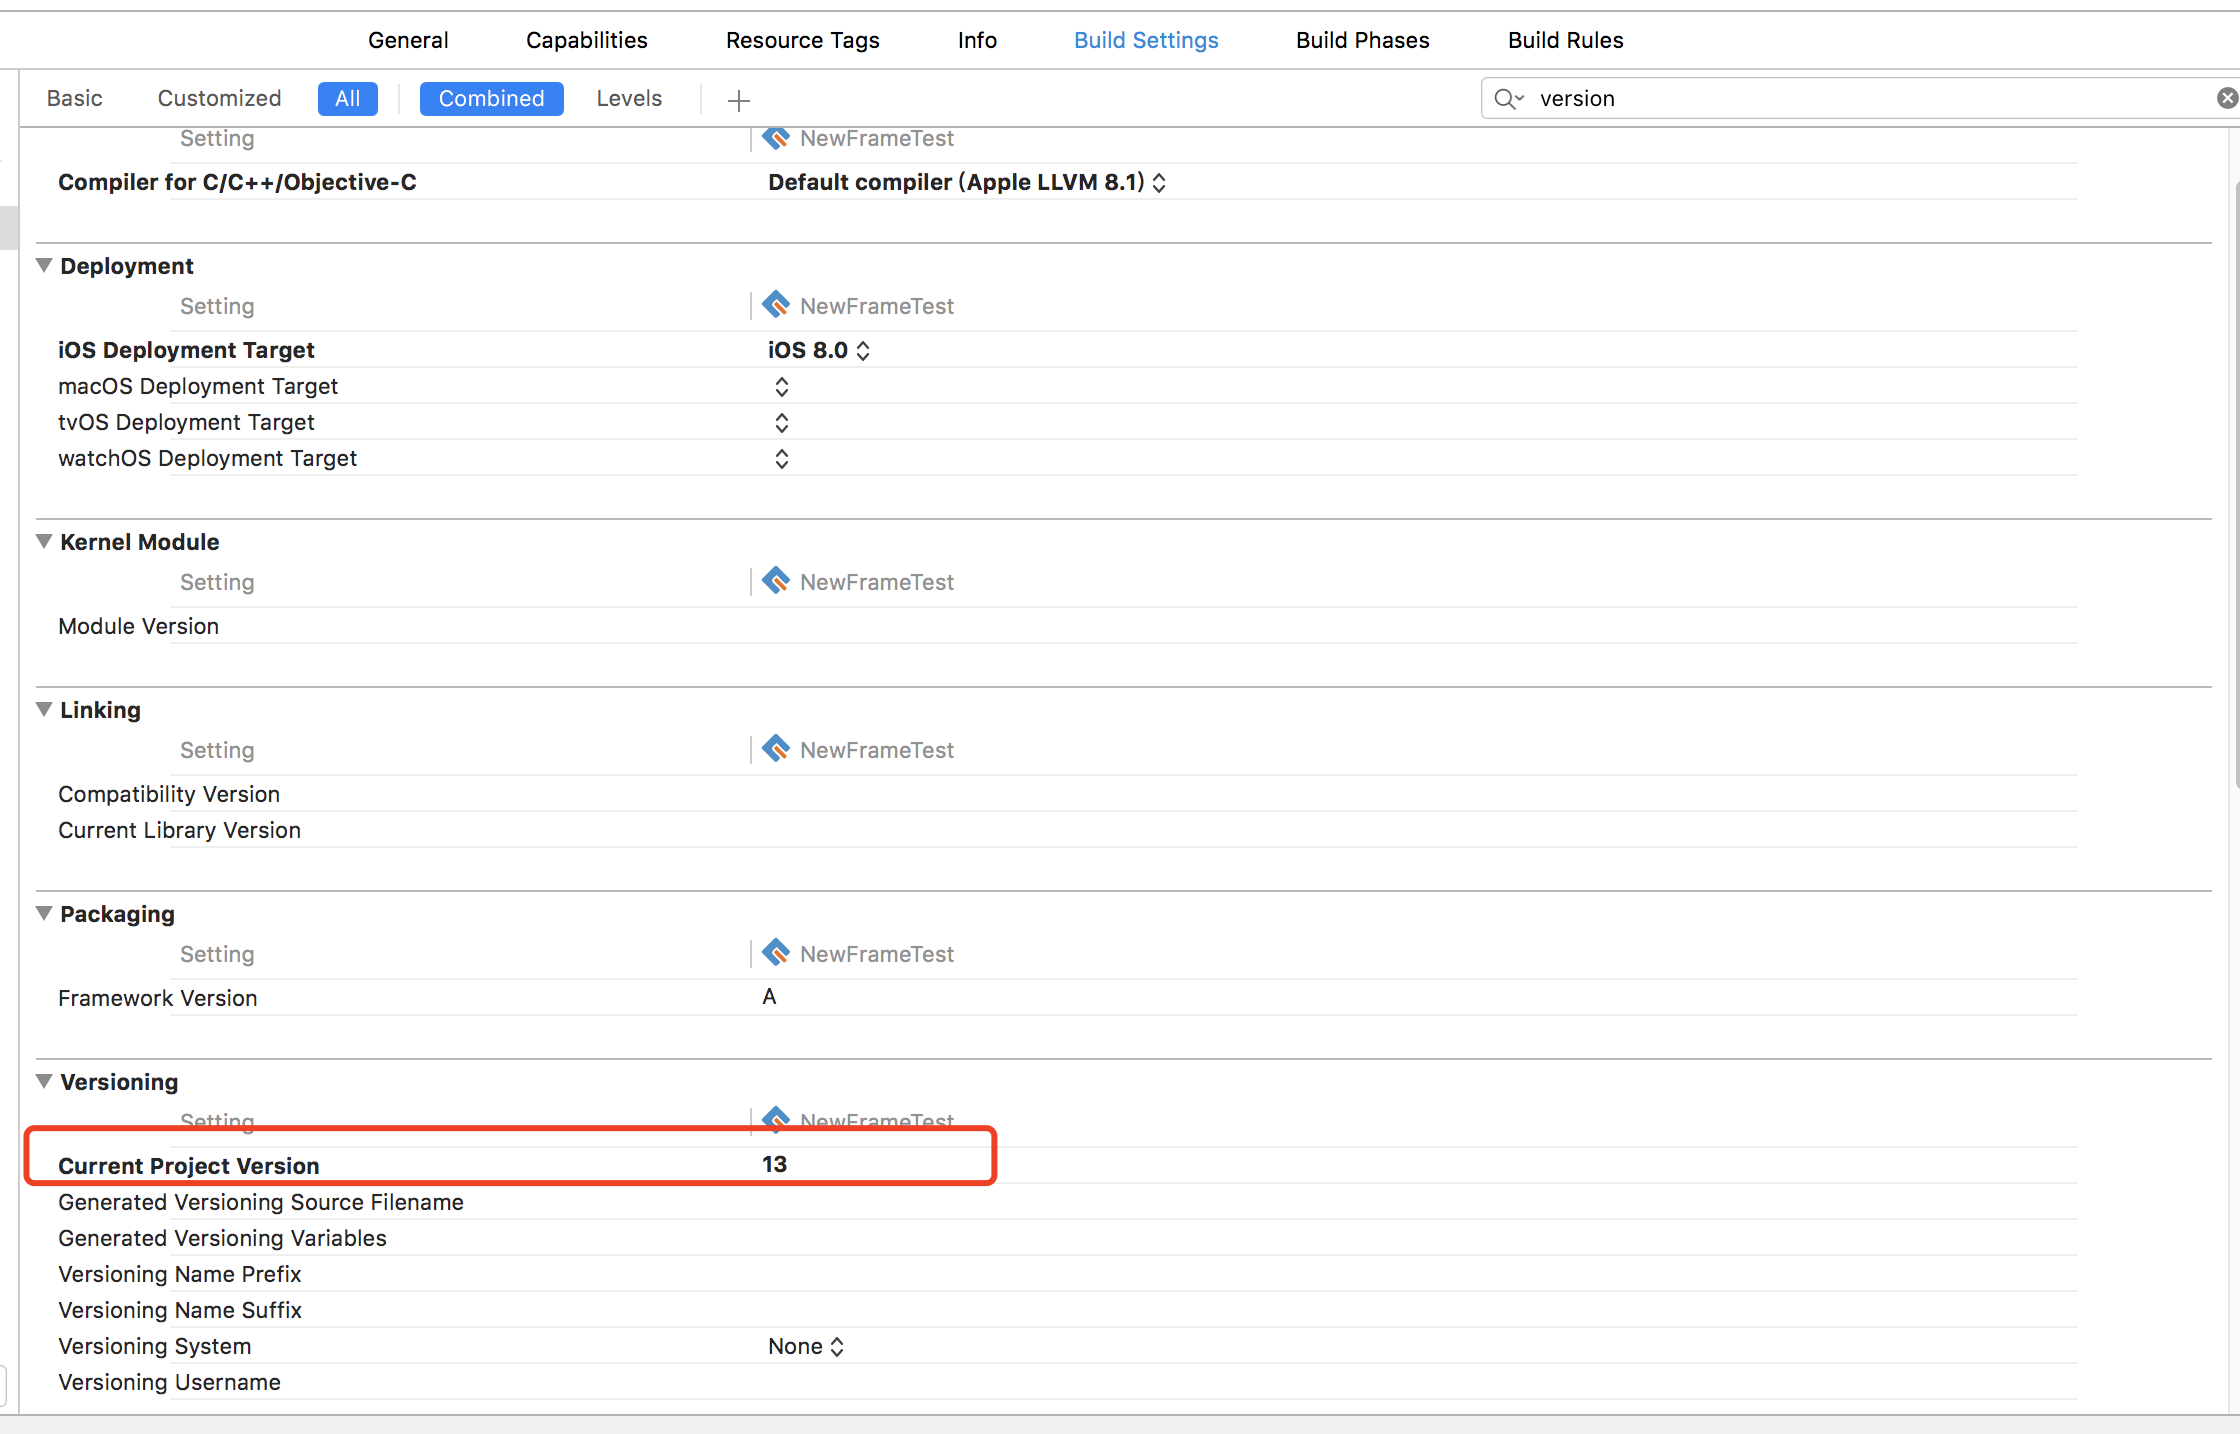 General Capabilities Resource Tags Info Build Settings Build Phases Build Rules
Basic Customized All Combined Levels version
Setting NewFrameTest
Compiler for C/C++/Objective-C Default compiler (Apple LLVM 8.1)
Deployment
Setting NewFrameTest
iOS Deployment Target iOS 8.0
macOS Deployment Target
tvOS Deployment Target
watchOS Deployment Target
Kernel Module
Setting NewFrameTest
Module Version
Linking
Setting NewFrameTest
Compatibility Version
Current Library Version
Packaging
Setting NewFrameTest
Framework Version A
Versioning
Setting NewFrameTest
Current Project Version 13
Generated Versioning Source Filename
Generated Versioning Variables
Versioning Name Prefix
Versioning Name Suffix
Versioning System None
Versioning Username